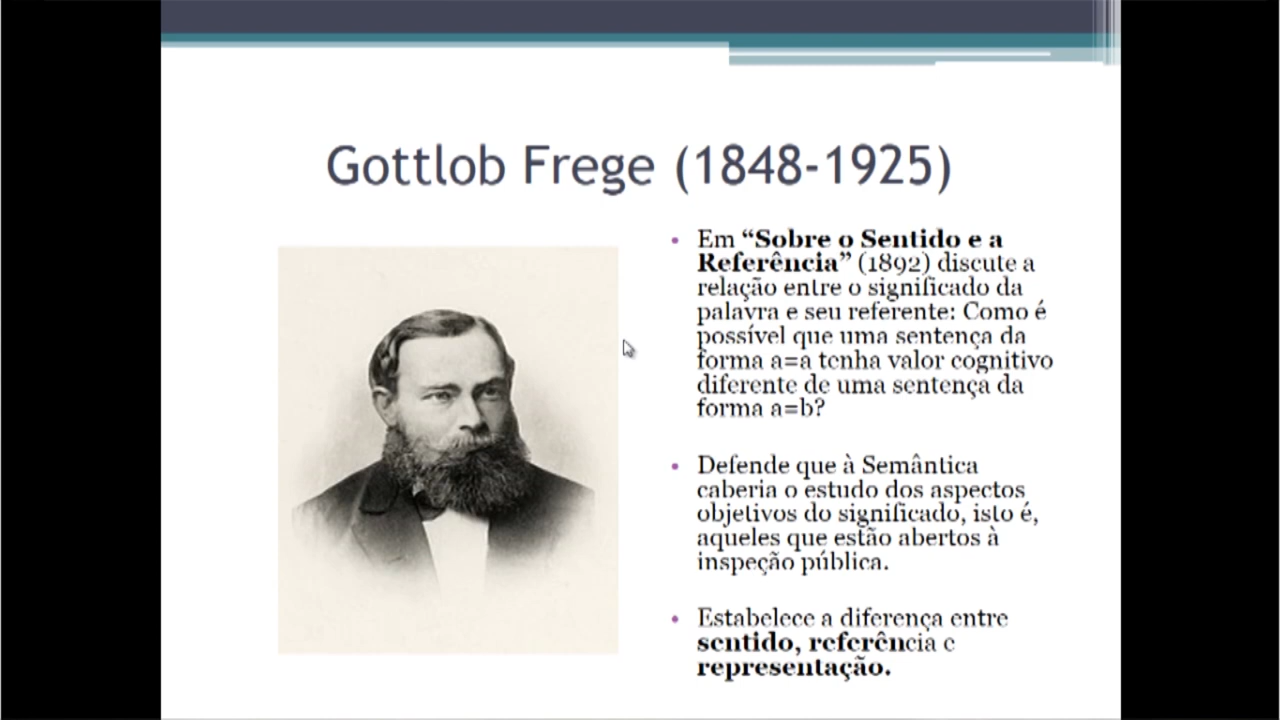 Gottlob Frege (1848-1925)
• Em “Sobre o Sentido e a
Referência” (1892) discute a
relação entre o significado da
palavra e seu referente: Como é
possível que uma sentença da
forma a=a tenha valor cognitivo
diferente de uma sentença da
forma a=b?
• Defende que à Semântica
caberia o estudo dos aspectos
objetivos do significado, isto é,
aqueles que estão abertos à
inspeção pública.
• Estabelece a diferença entre
sentido, referência e
representação.